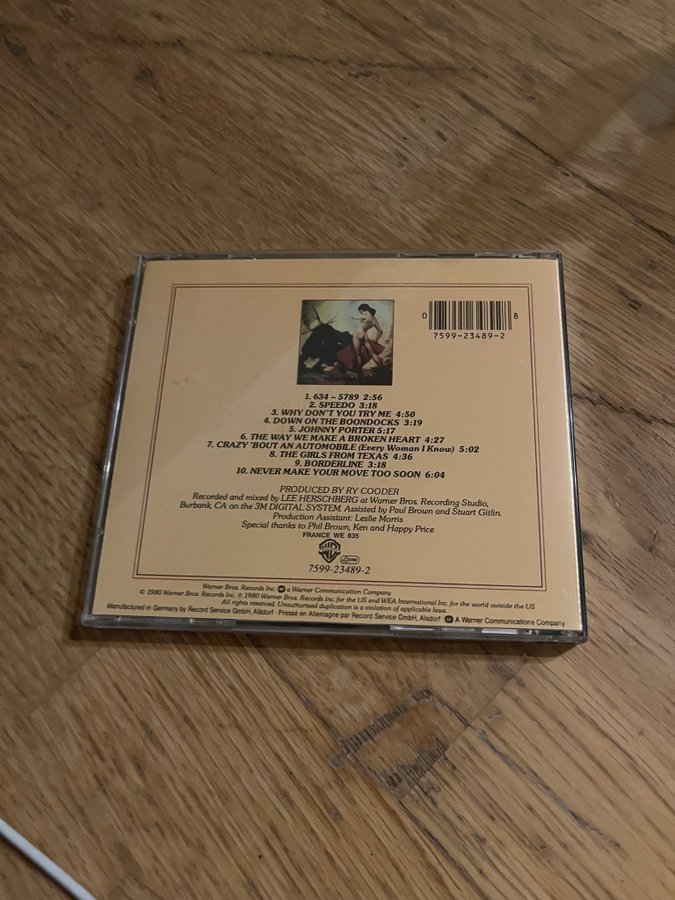 0 8
7599-23489-2
1. 634 – 5789 2:56
2. SPEEDO 3:18
3. WHY DON'T YOU TRY ME 4:50
4. DOWN ON THE BOONDOCKS 3:19
5. JOHNNY PORTER 5:17
6. THE WAY WE MAKE A BROKEN HEART 4:27
7. CRAZY 'BOUT AN AUTOMOBILE (Every Woman I Know) 5:02
8. THE GIRLS FROM TEXAS 4:36
9. BORDERLINE 3:18
10. NEVER MAKE YOUR MOVE TOO SOON 6:04
PRODUCED BY RY COODER
Recorded and mixed by LEE HERSCHBERG at Warner Bros. Recording Studio,
Burbank, CA on the 3M DIGITAL SYSTEM. Assisted by Paul Brown and Stuart Gitlin.
Production Assistant: Leslie Morris
Special thanks to Phil Brown, Ken and Happy Price
FRANCE WE 835
7599-23489-2
Warner Bros. Records Inc. a Warner Communication Company
© 1980 Warner Bros. Records Inc. ℗ 1980 Warner Bros. Records Inc. for the US and WEA International Inc. for the world outside the US
All rights reserved. Unauthorized duplication is a violation of applicable laws.
Manufactured in Germany by Record Service GmbH, Alsdorf · Pressé en Allemagne par Record Service GmbH, Alsdorf · A Warner Communications Company